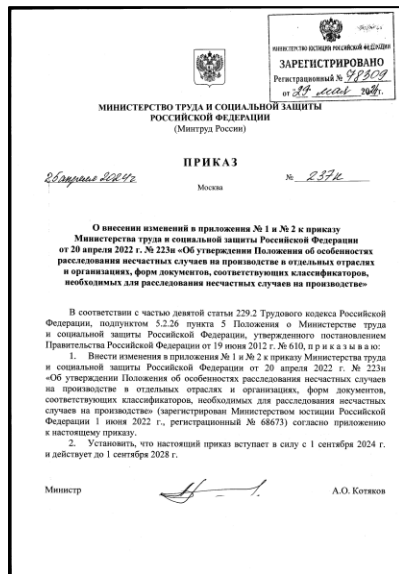 МИНИСТЕРСТВО ЮСТИЦИИ РОССИЙСКОЙ ФЕДЕРАЦИИ
ЗАРЕГИСТРИРОВАНО
Регистрационный № 78309
от "29" мая 2024
МИНИСТЕРСТВО ТРУДА И СОЦИАЛЬНОЙ ЗАЩИТЫ
РОССИЙСКОЙ ФЕДЕРАЦИИ
(Минтруд России)
ПРИКАЗ
25 апреля 2024 г.
№ 237н
Москва
О внесении изменений в приложения № 1 и № 2 к приказу
Министерства труда и социальной защиты Российской Федерации
от 20 апреля 2022 г. № 223н «Об утверждении Положения об особенностях
расследования несчастных случаев на производстве в отдельных отраслях
и организациях, форм документов, соответствующих классификаторов,
необходимых для расследования несчастных случаев на производстве»
В соответствии с частью девятой статьи 229.2 Трудового кодекса Российской
Федерации, подпунктом 5.2.26 пункта 5 Положения о Министерстве труда
и социальной защиты Российской Федерации, утвержденного постановлением
Правительства Российской Федерации от 19 июня 2012 г. № 610, п р и к а з ы в а ю:
1. Внести изменения в приложения № 1 и № 2 к приказу Министерства труда
и социальной защиты Российской Федерации от 20 апреля 2022 г. № 223н
«Об утверждении Положения об особенностях расследования несчастных случаев
на производстве в отдельных отраслях и организациях, форм документов,
соответствующих классификаторов, необходимых для расследования несчастных
случаев на производстве» (зарегистрирован Министерством юстиции Российской
Федерации 1 июня 2022 г., регистрационный № 68673) согласно приложению
к настоящему приказу.
2. Установить, что настоящий приказ вступает в силу с 1 сентября 2024 г.
и действует до 1 сентября 2028 г.
Министр
А.О. Котяков